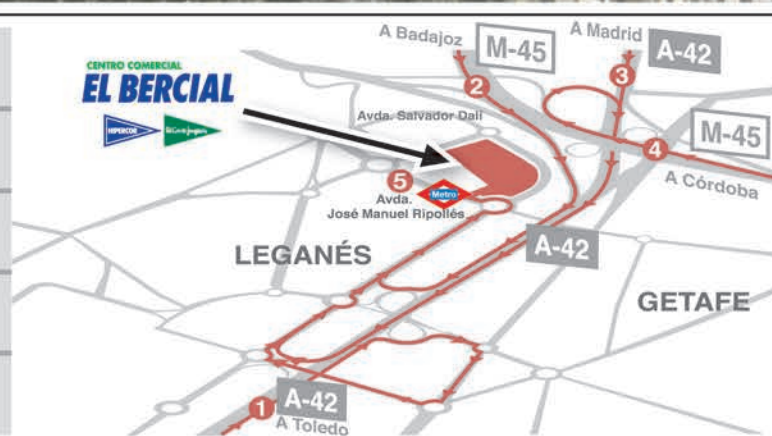 A Badajoz
M-45
A Madrid
A-42
CENTRO COMERCIAL
EL BERCIAL
HIPERCOR
El Corte Inglés
2
3
Avda. Salvador Dalí
4
M-45
A Córdoba
5
Metro
Avda.
José Manuel Ripollés
LEGANÉS
A-42
GETAFE
1
A-42
A Toledo